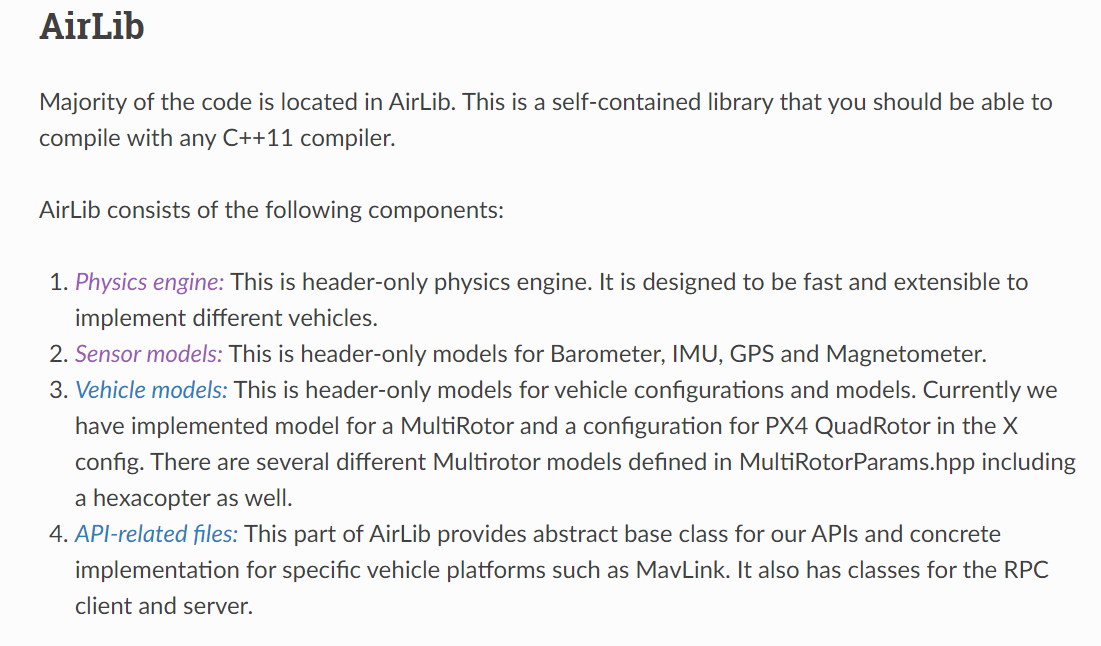 AirLib
Majority of the code is located in AirLib. This is a self-contained library that you should be able to
compile with any C++11 compiler.
AirLib consists of the following components:
1. Physics engine: This is header-only physics engine. It is designed to be fast and extensible to
implement different vehicles.
2. Sensor models: This is header-only models for Barometer, IMU, GPS and Magnetometer.
3. Vehicle models: This is header-only models for vehicle configurations and models. Currently we
have implemented model for a MultiRotor and a configuration for PX4 QuadRotor in the X
config. There are several different Multirotor models defined in MultiRotorParams.hpp including
a hexacopter as well.
4. API-related files: This part of AirLib provides abstract base class for our APIs and concrete
implementation for specific vehicle platforms such as MavLink. It also has classes for the RPC
client and server.